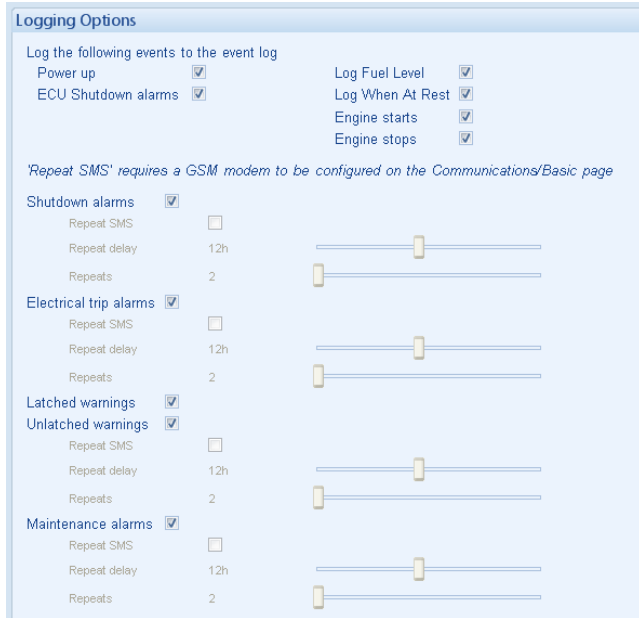 Logging Options
Log the following events to the event log
Power up Log Fuel Level
ECU Shutdown alarms Log When At Rest
Engine starts
Engine stops
'Repeat SMS' requires a GSM modem to be configured on the Communications/Basic page
Shutdown alarms
Repeat SMS
Repeat delay 12h
Repeats 2
Electrical trip alarms
Repeat SMS
Repeat delay 12h
Repeats 2
Latched warnings
Unlatched warnings
Repeat SMS
Repeat delay 12h
Repeats 2
Maintenance alarms
Repeat SMS
Repeat delay 12h
Repeats 2